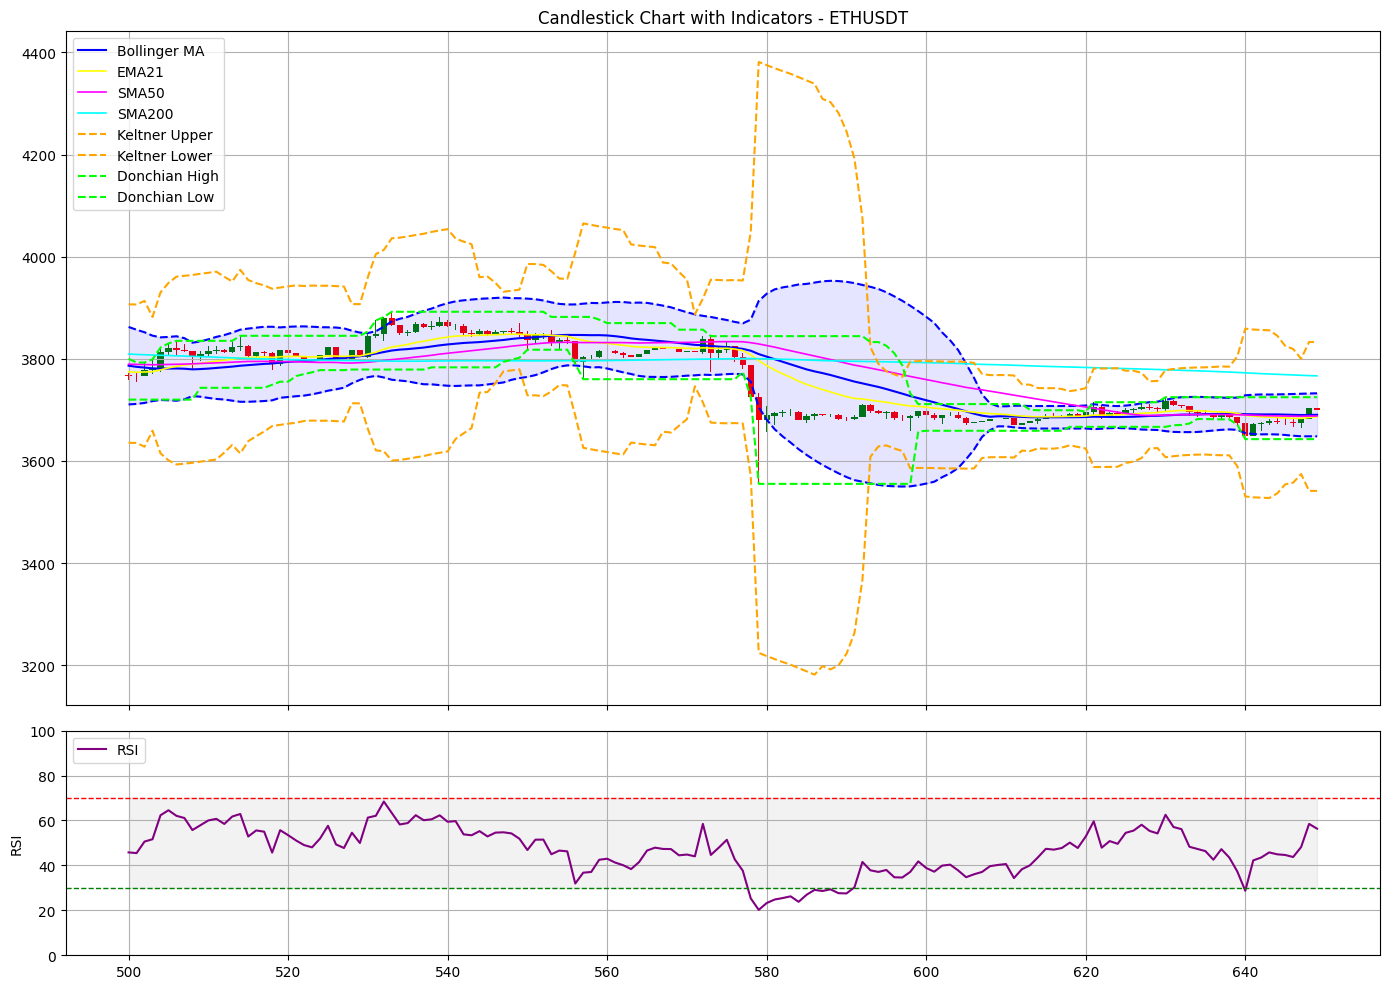 Candlestick Chart with Indicators - ETHUSDT
Bollinger MA
EMA21
SMA50
SMA200
Keltner Upper
Keltner Lower
Donchian High
Donchian Low
4400
4200
4000
3800
3600
3400
3200
RSI
100
80
60
40
20
0
RSI
500
520
540
560
580
600
620
640